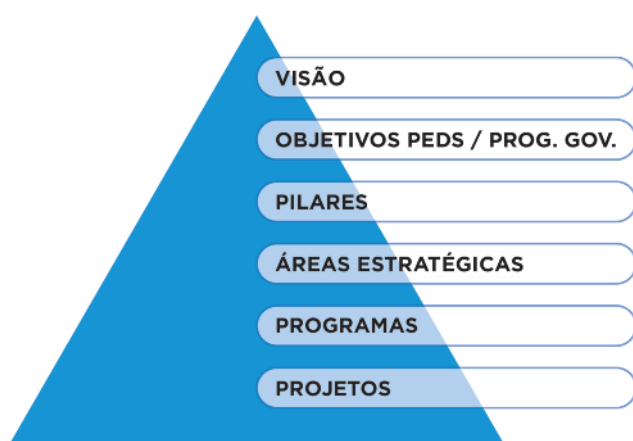 VISÃO
OBJETIVOS PEDS / PROG. GOV.
PILARES
ÁREAS ESTRATÉGICAS
PROGRAMAS
PROJETOS